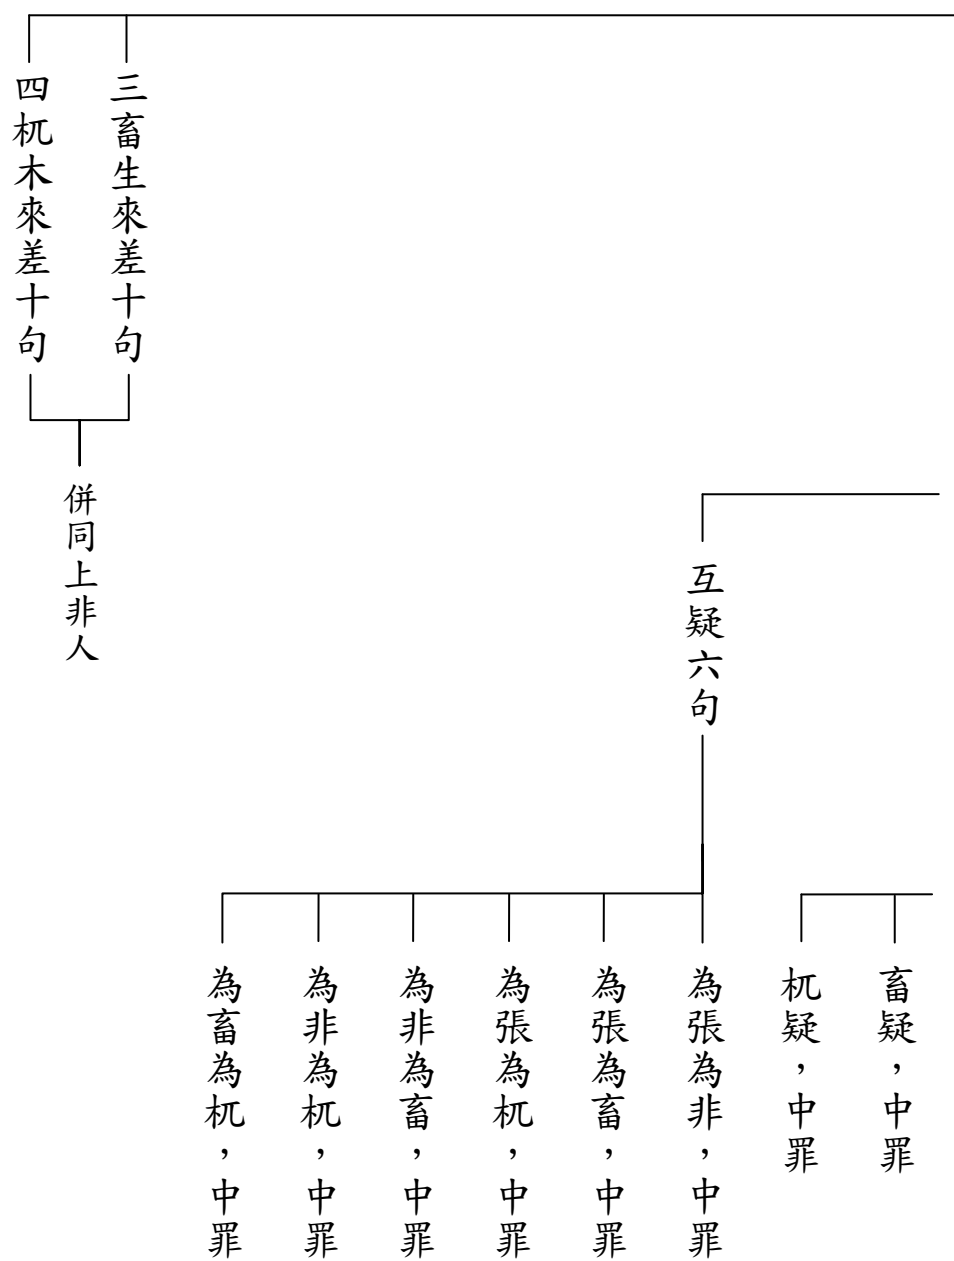 三畜生來差十句
四杌木來差十句
併同上非人
互疑六句
畜疑，中罪
杌疑，中罪
為張為非，中罪
為張為畜，中罪
為張為杌，中罪
為非為畜，中罪
為非為杌，中罪
為畜為杌，中罪